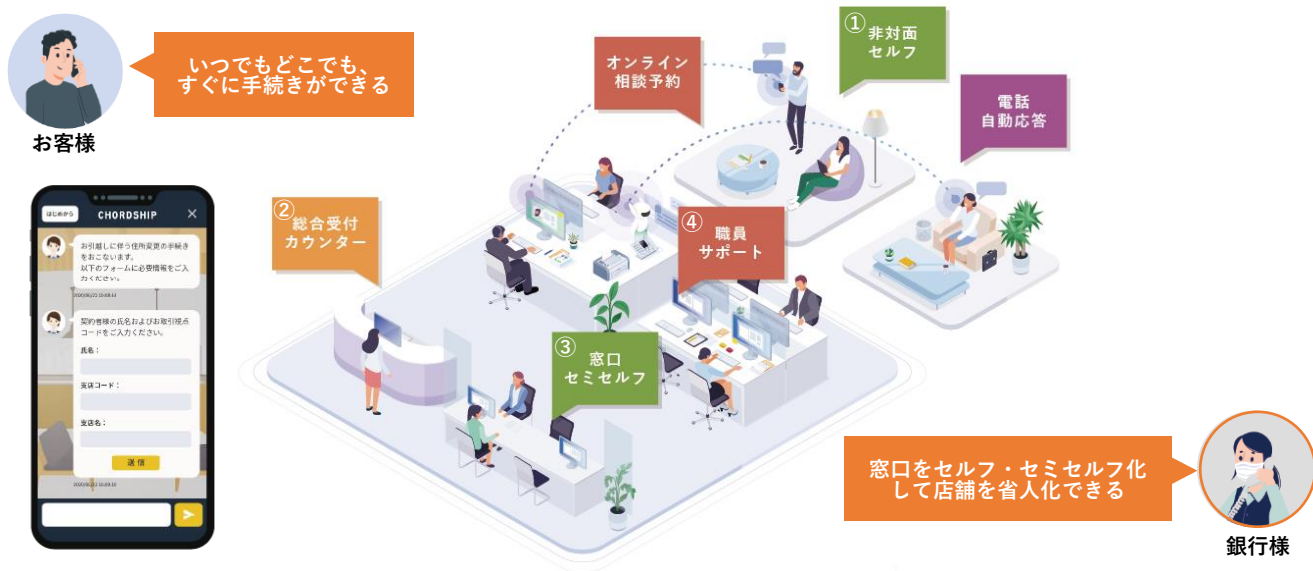 いつでもどこでも、
すぐに手続きができる
お客様
オンライン
相談予約
①
非対面
セルフ
電話
自動応答
②
総合受付
カウンター
④
職員
サポート
③
窓口
セミセルフ
はじめから
CHORDSHIP
×
お引越しに伴う住所変更の手続き
をおこないます。
以下のフォームに必要情報をご入
力ください。
契約者様の氏名およびお取引視点
コードをご入力ください。
氏名：
支店コード：
支店名：
送信
窓口をセルフ・セミセルフ化
して店舗を省人化できる
銀行様